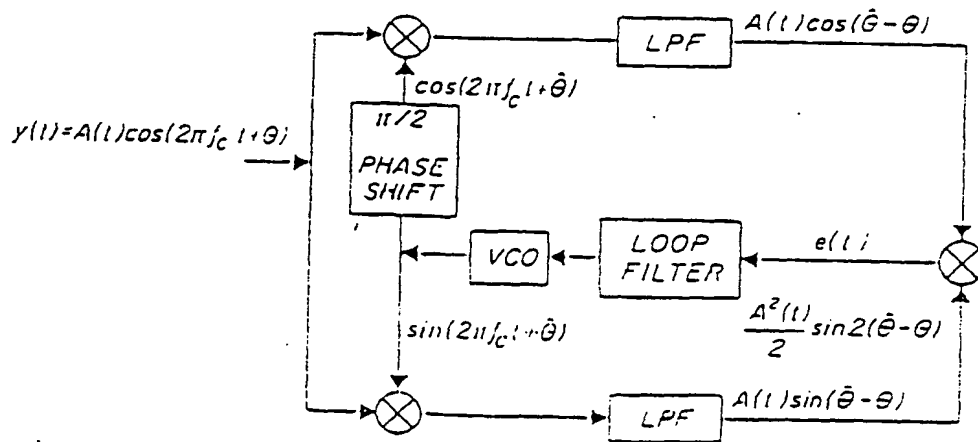 LPF
A(t)cos(θ̂-θ)
cos(2πf_c t+θ̂)
π/2
PHASE
SHIFT
y(t)=A(t)cos(2πf_c t+θ)
VCO
LOOP
FILTER
e(t)
A²(t)/2 sin2(θ̂-θ)
sin(2πf_c t+θ̂)
LPF
A(t)sin(θ̂-θ)